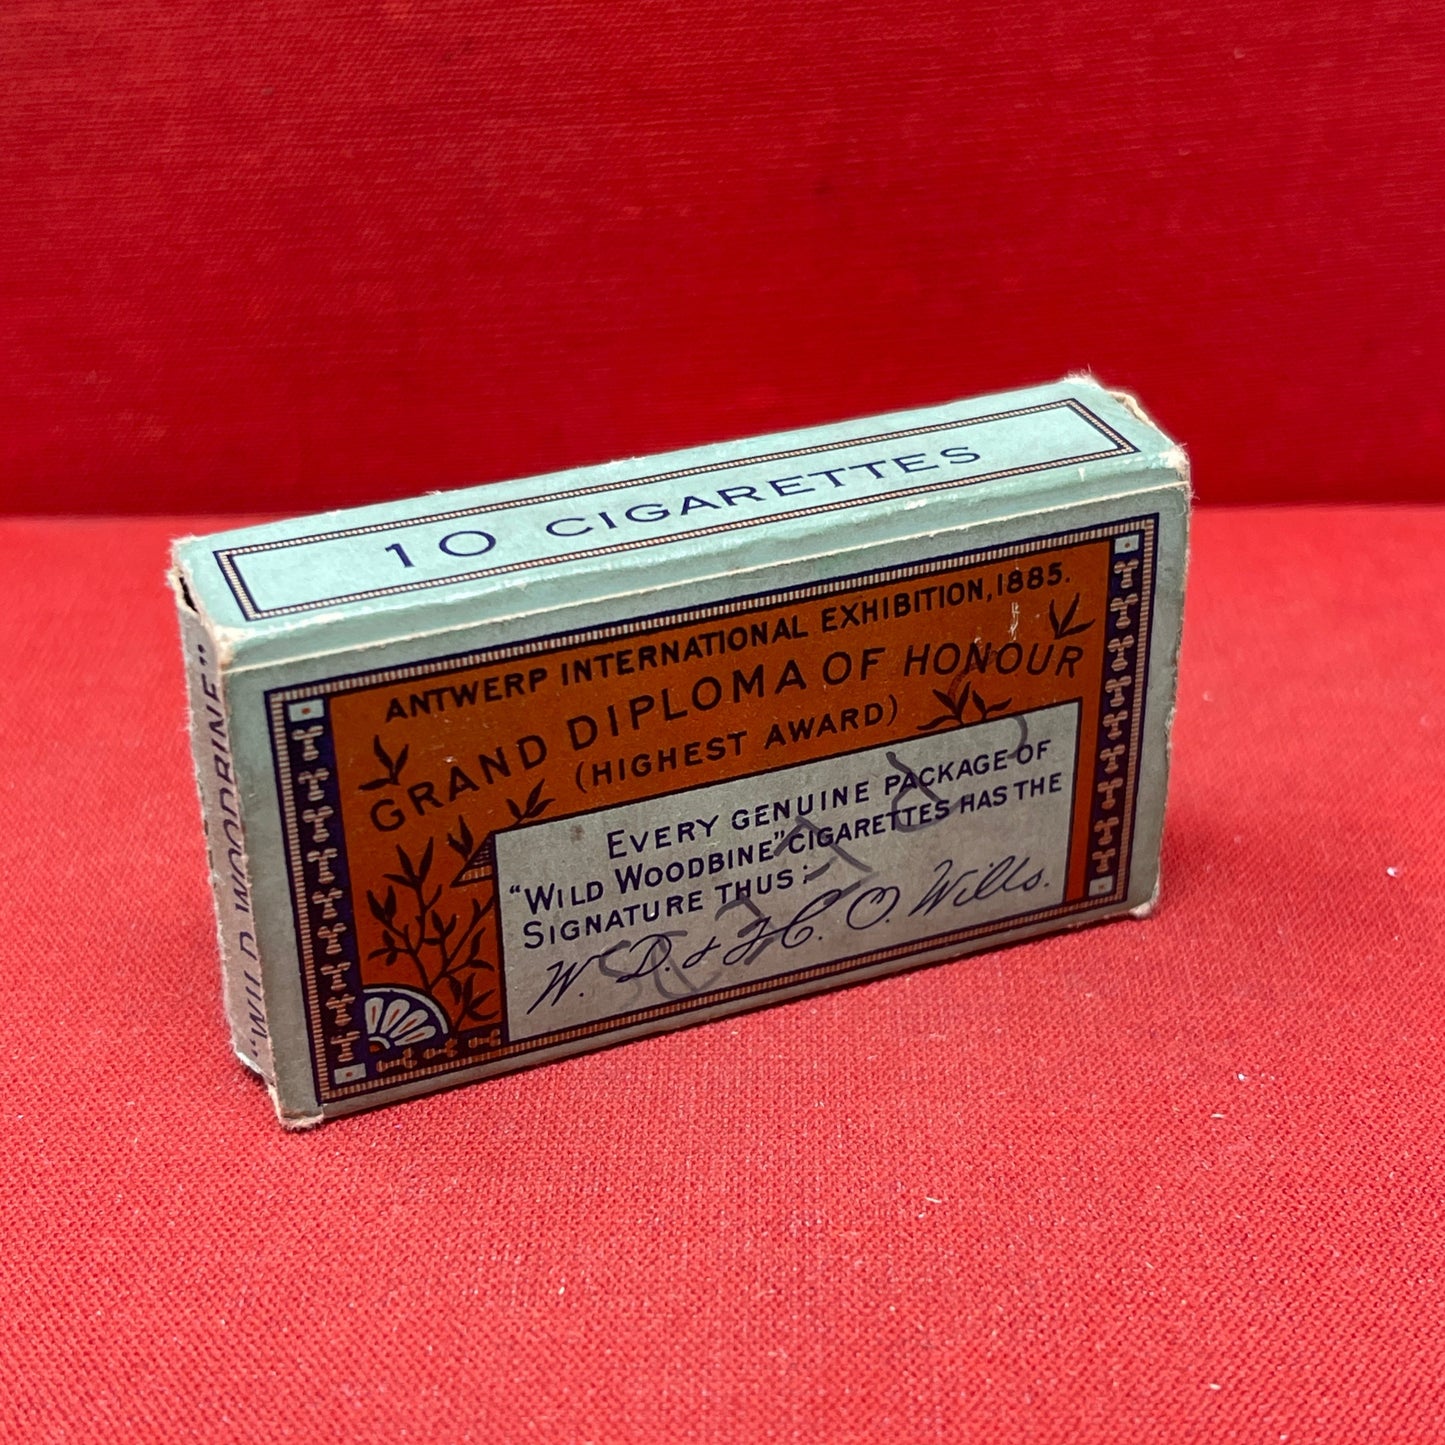 10 CIGARETTES
ANTWERP INTERNATIONAL EXHIBITION, 1885.
GRAND DIPLOMA OF HONOUR
(HIGHEST AWARD)
EVERY GENUINE PACKAGE OF
"WILD WOODBINE" CIGARETTES HAS THE
SIGNATURE THUS:-
W. D. & H. O. Wills.
"WILD WOODBINE"